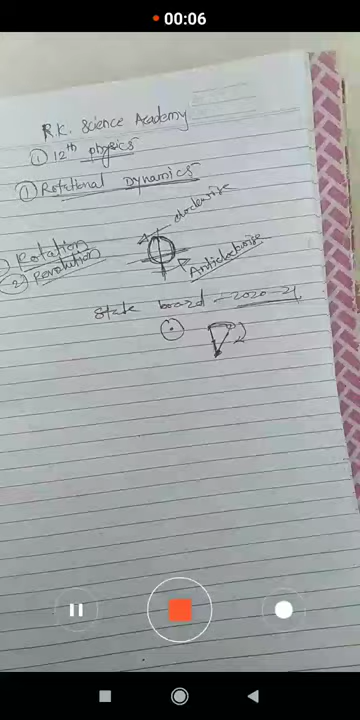 00:06
R.K. Science Academy
① 12th physics
① Rotational Dynamics
clockwise
① Rotation
Anticlockwise
② Revolution
State board - 2020-21